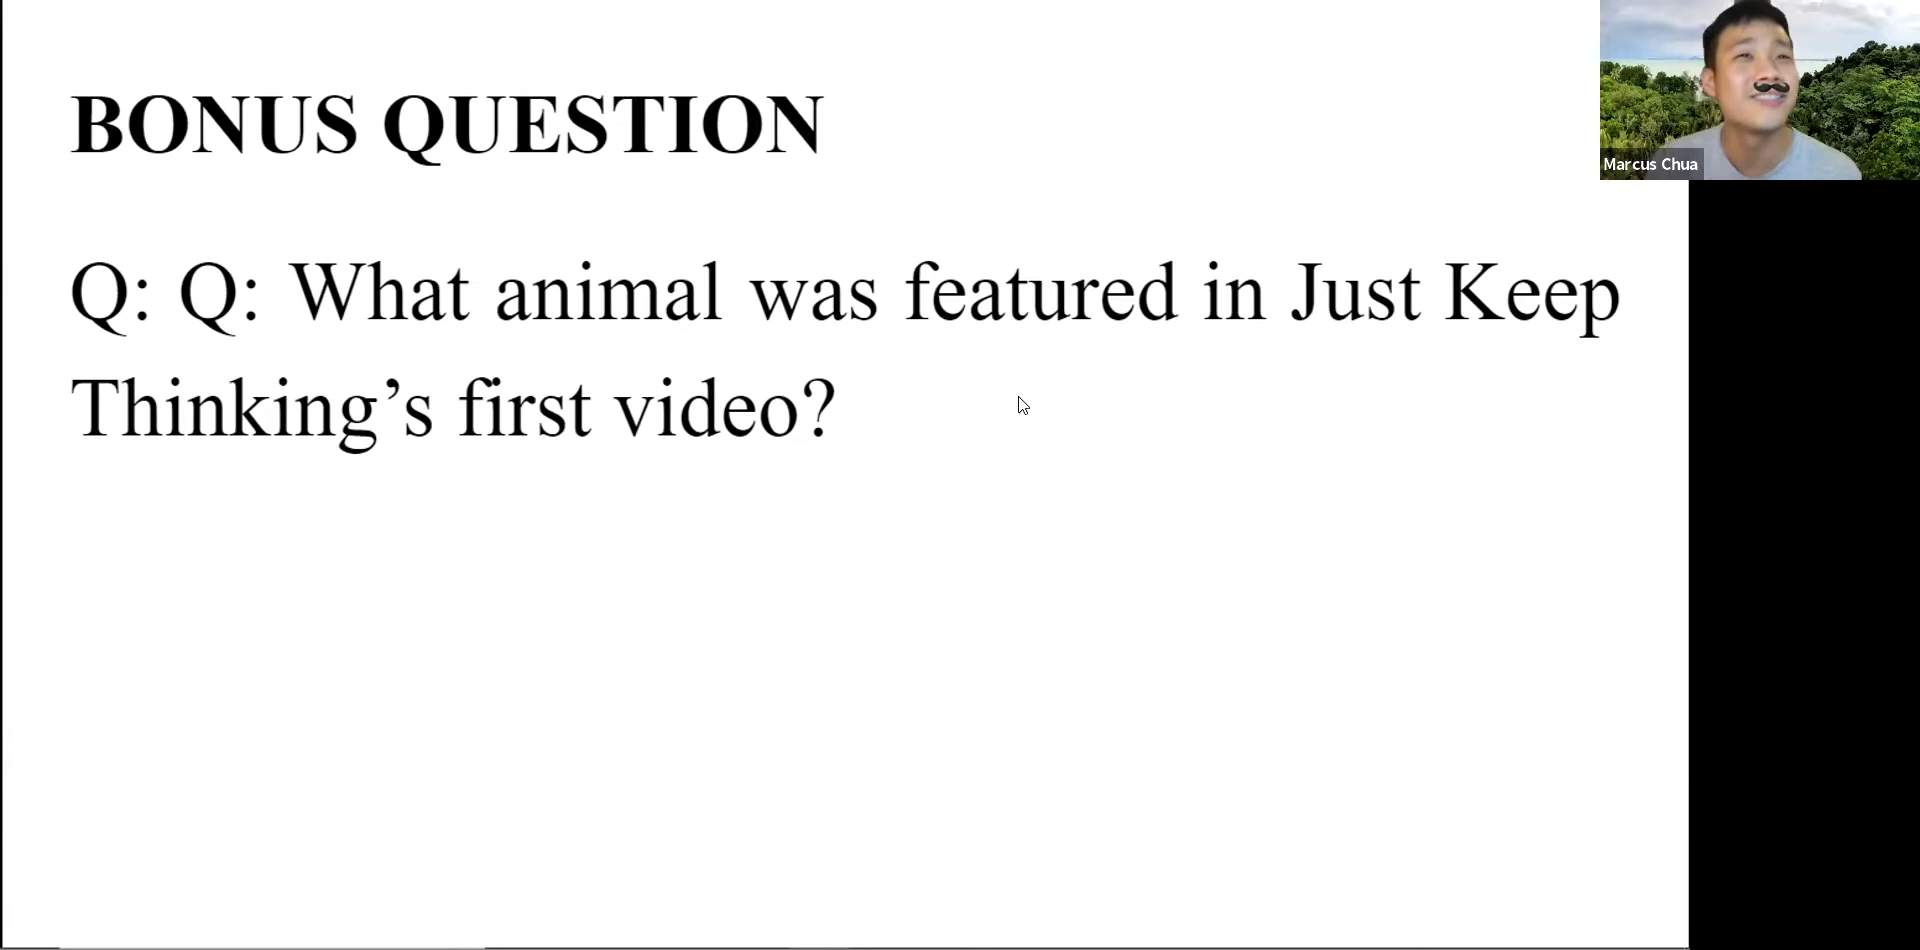 BONUS QUESTION
Q: Q: What animal was featured in Just Keep
Thinking’s first video?
Marcus Chua